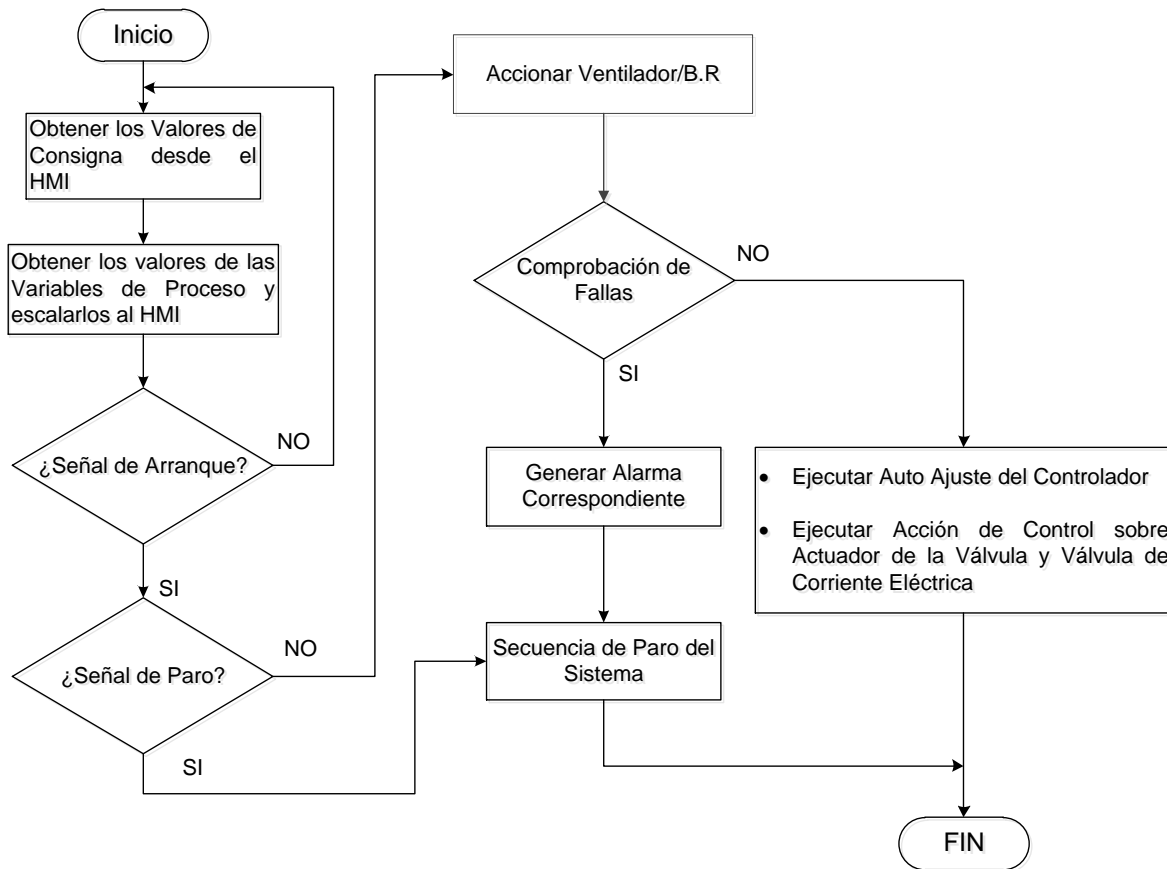 Inicio
Obtener los Valores de
Consigna desde el
HMI
Obtener los valores de las
Variables de Proceso y
escalarlos al HMI
¿Señal de Arranque?
NO
SI
¿Señal de Paro?
NO
SI
Accionar Ventilador/B.R
Comprobación de
Fallas
NO
SI
Generar Alarma
Correspondiente
Secuencia de Paro del
Sistema
• Ejecutar Auto Ajuste del Controlador
• Ejecutar Acción de Control sobre
Actuador de la Válvula y Válvula de
Corriente Eléctrica
FIN